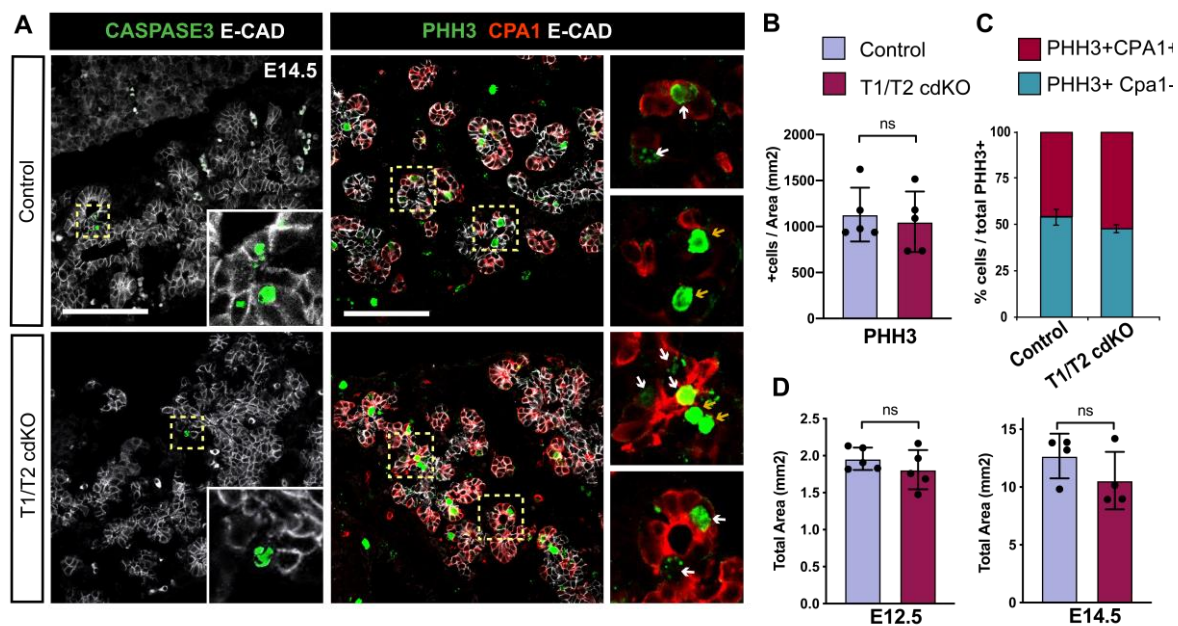 A
CASPASE3 E-CAD
PHH3 CPA1 E-CAD
Control
E14.5
T1/T2 cdKO
B
Control
T1/T2 cdKO
+cells / Area (mm2)
2000
1500
1000
500
0
ns
PHH3
C
PHH3+CPA1+
PHH3+ Cpa1-
% cells / total PHH3+
100
75
50
25
0
Control
T1/T2 cdKO
D
Total Area (mm2)
2.5
2.0
1.5
1.0
0.5
0.0
ns
E12.5
Total Area (mm2)
15
10
5
0
ns
E14.5